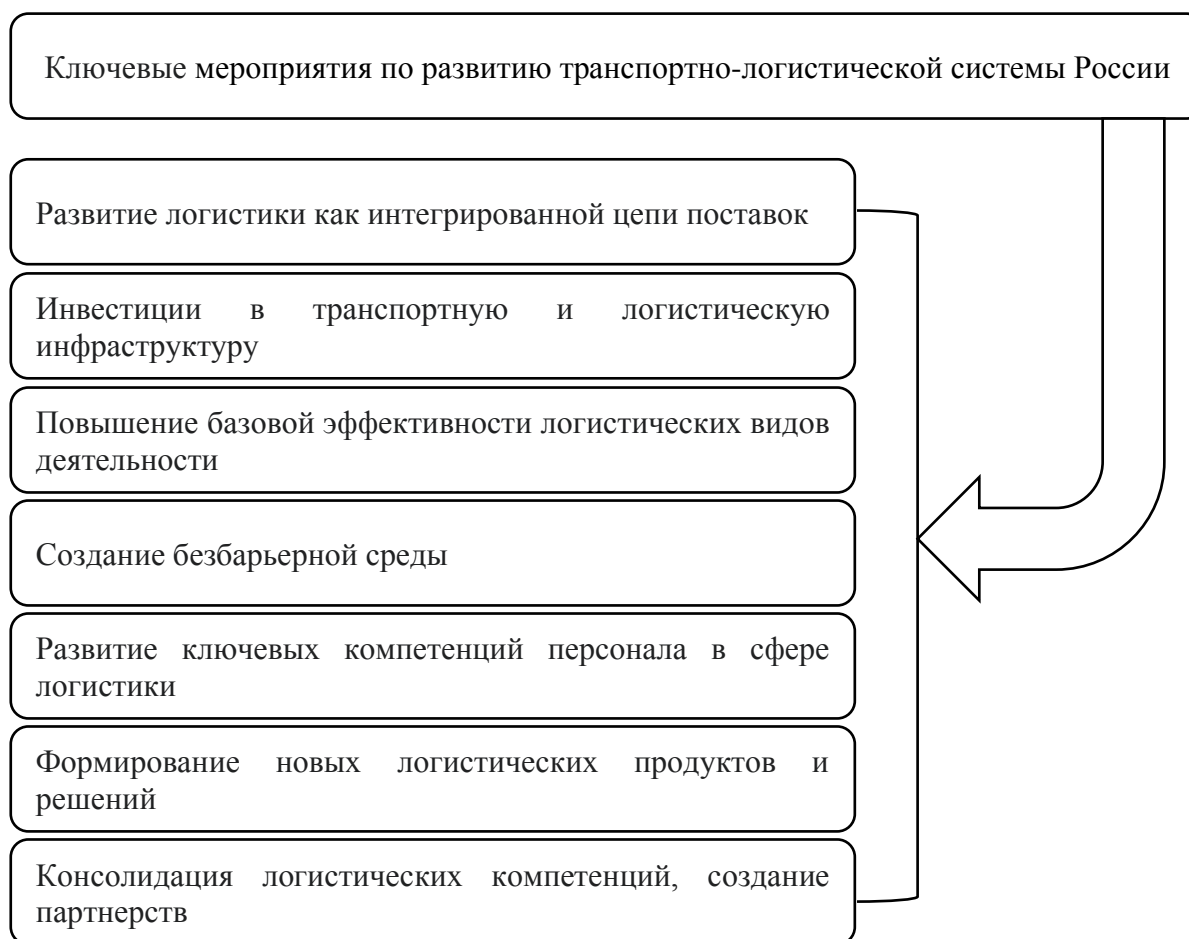 Ключевые мероприятия по развитию транспортно-логистической системы России
Развитие логистики как интегрированной цепи поставок
Инвестиции в транспортную и логистическую
инфраструктуру
Повышение базовой эффективности логистических видов
деятельности
Создание безбарьерной среды
Развитие ключевых компетенций персонала в сфере
логистики
Формирование новых логистических продуктов и
решений
Консолидация логистических компетенций, создание
партнерств